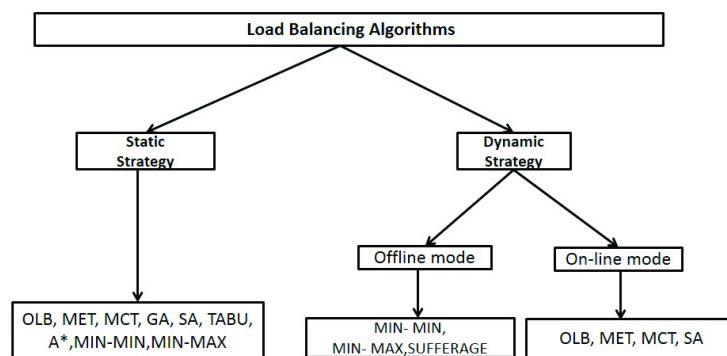 Load Balancing Algorithms
Static
Strategy
Dynamic
Strategy
Offline mode
On-line mode
OLB, MET, MCT, GA, SA, TABU,
A*,MIN-MIN,MIN-MAX
MIN- MIN,
MIN- MAX,SUFFERAGE
OLB, MET, MCT, SA